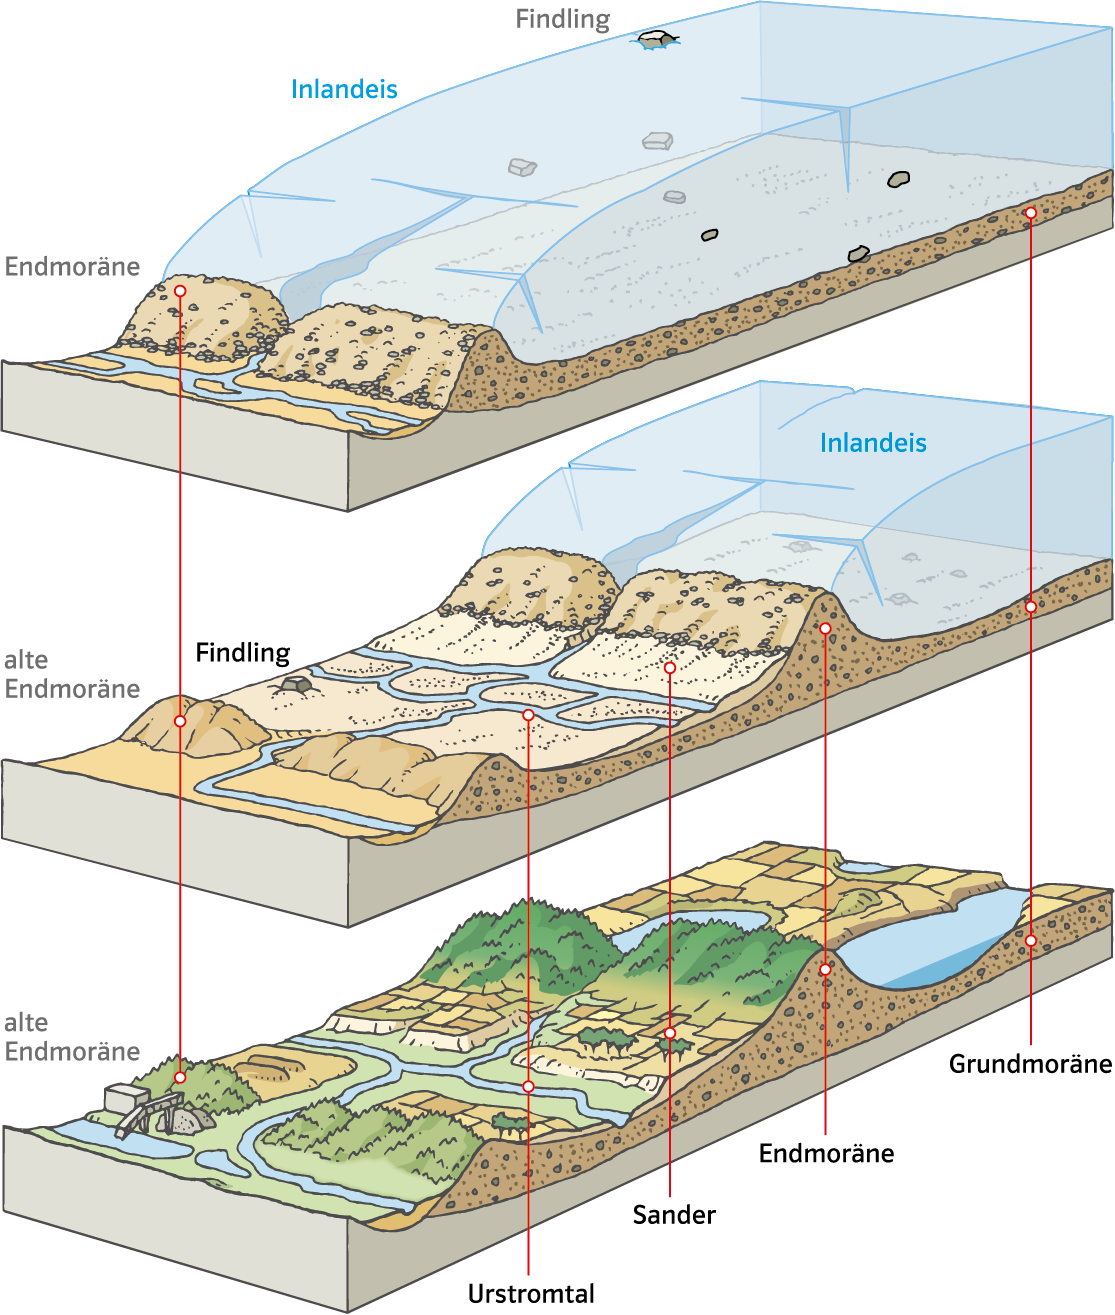 Findling
Inlandeis
Endmoräne
Inlandeis
Findling
alte
Endmoräne
alte
Endmoräne
Grundmoräne
Endmoräne
Sander
Urstromtal